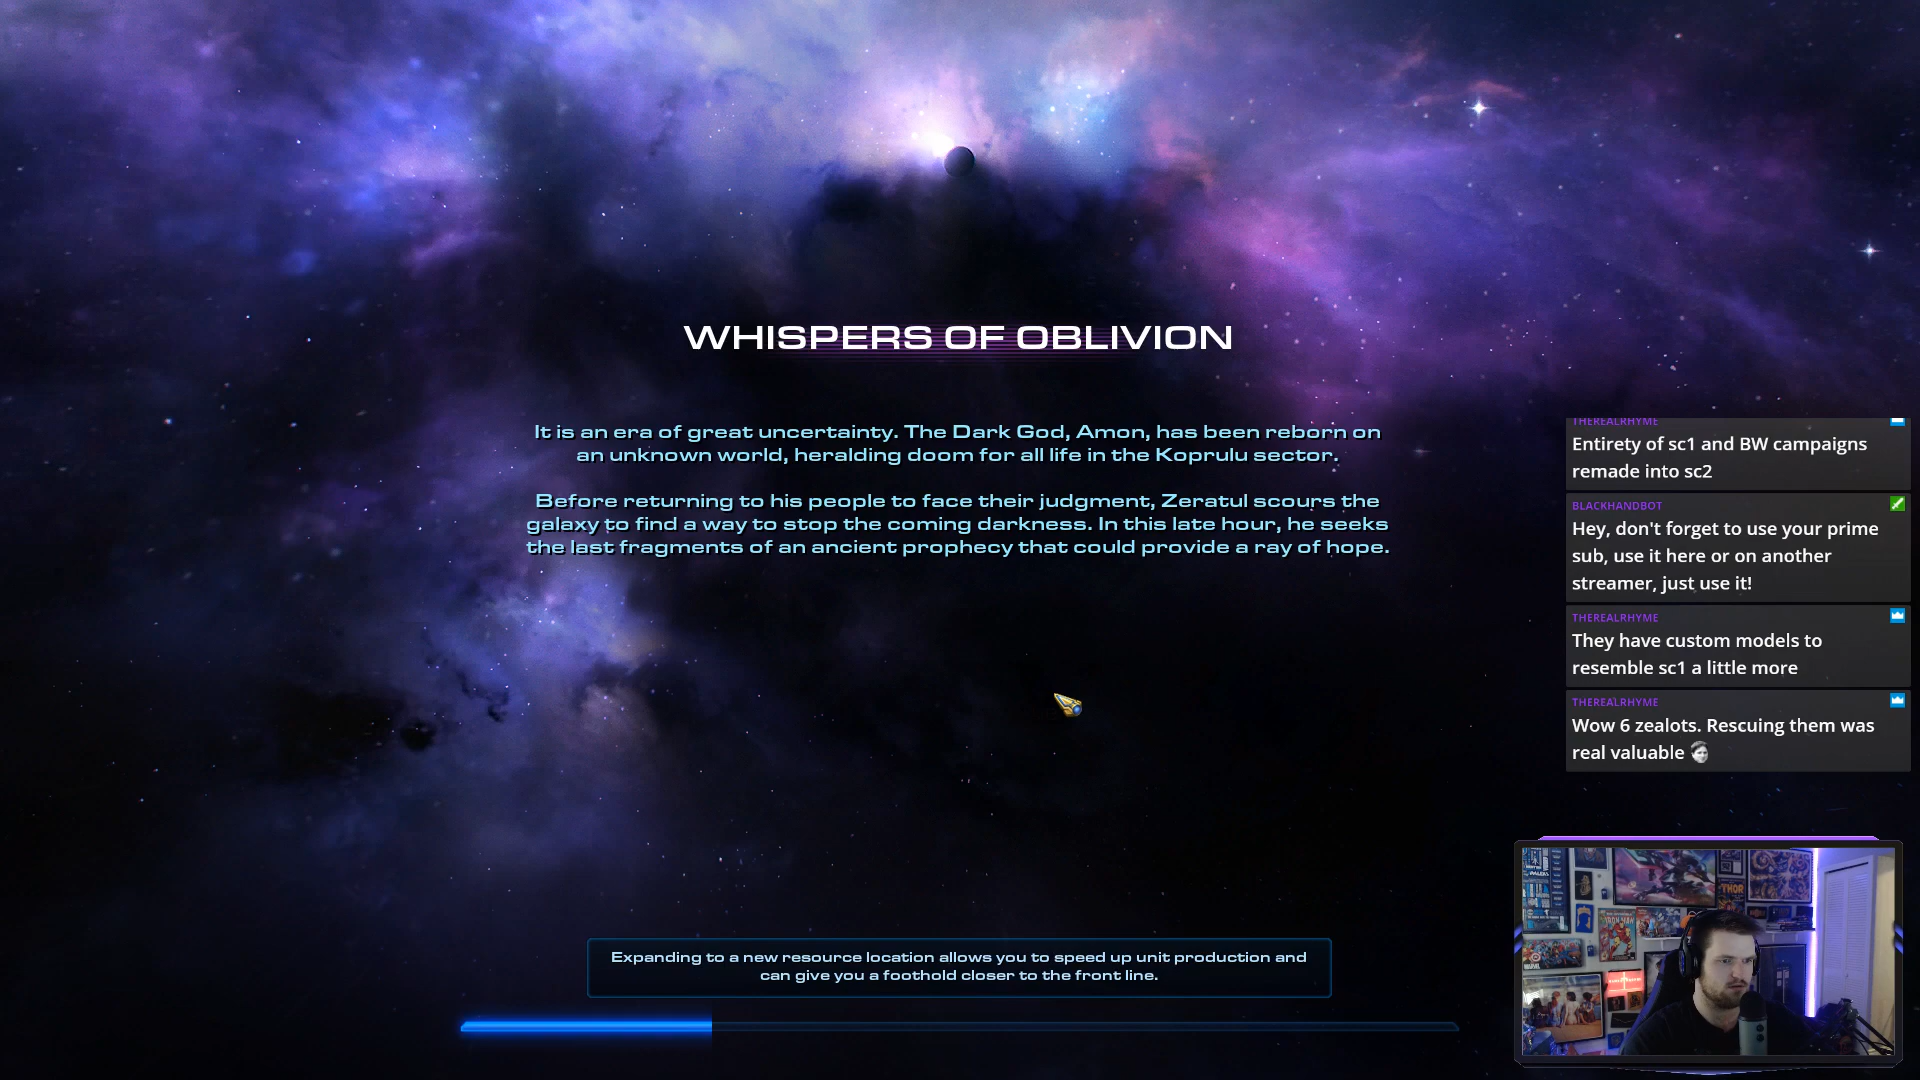 WHISPERS OF OBLIVION
It is an era of great uncertainty. The Dark God, Amon, has been reborn on
an unknown world, heralding doom for all life in the Koprulu sector.
Before returning to his people to face their judgment, Zeratul scours the
galaxy to find a way to stop the coming darkness. In this late hour, he seeks
the last fragments of an ancient prophecy that could provide a ray of hope.
THEREALRHYME
Entirety of sc1 and BW campaigns
remade into sc2
BLACKHANDBOT
Hey, don't forget to use your prime
sub, use it here or on another
streamer, just use it!
THEREALRHYME
They have custom models to
resemble sc1 a little more
THEREALRHYME
Wow 6 zealots. Rescuing them was
real valuable
Expanding to a new resource location allows you to speed up unit production and
can give you a foothold closer to the front line.
THOR
IRON MAN